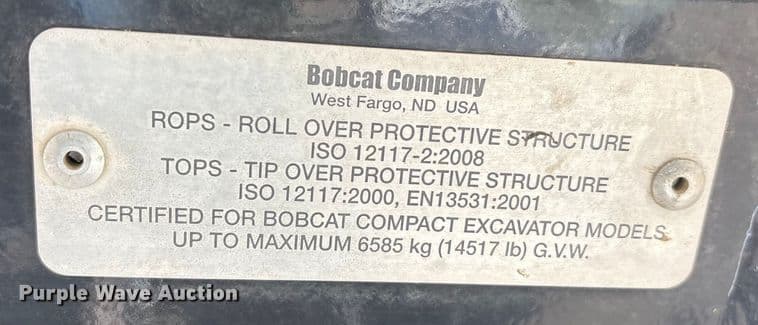 Bobcat Company
West Fargo, ND USA
ROPS - ROLL OVER PROTECTIVE STRUCTURE
ISO 12117-2:2008
TOPS - TIP OVER PROTECTIVE STRUCTURE
ISO 12117:2000, EN13531:2001
CERTIFIED FOR BOBCAT COMPACT EXCAVATOR MODELS
UP TO MAXIMUM 6585 kg (14517 lb) G.V.W.
Purple Wave Auction